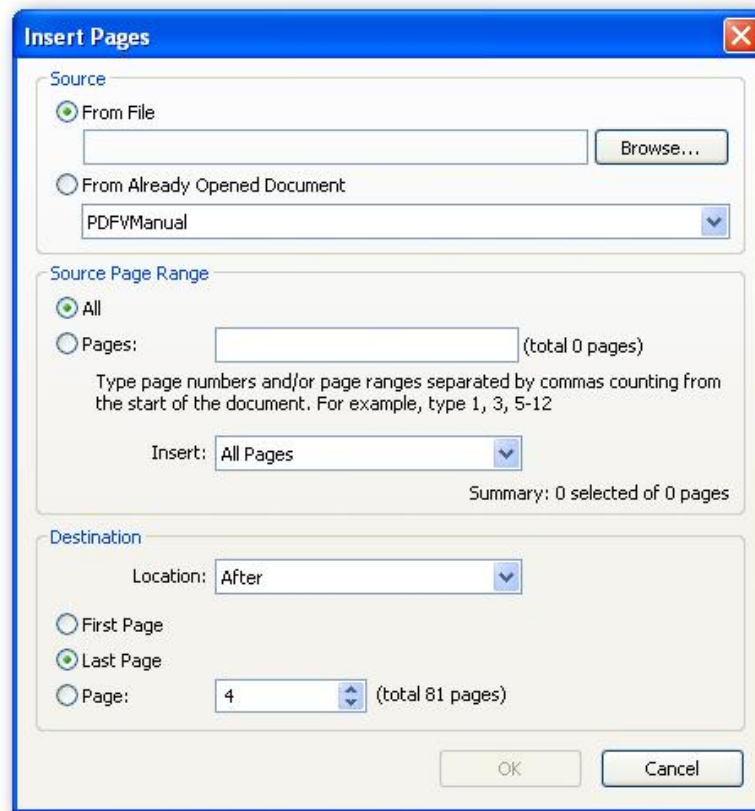 Insert Pages
Source
From File
Browse...
From Already Opened Document
PDFVManual
Source Page Range
All
Pages: (total 0 pages)
Type page numbers and/or page ranges separated by commas counting from
the start of the document. For example, type 1, 3, 5-12
Insert: All Pages
Summary: 0 selected of 0 pages
Destination
Location: After
First Page
Last Page
Page: 4 (total 81 pages)
OK Cancel